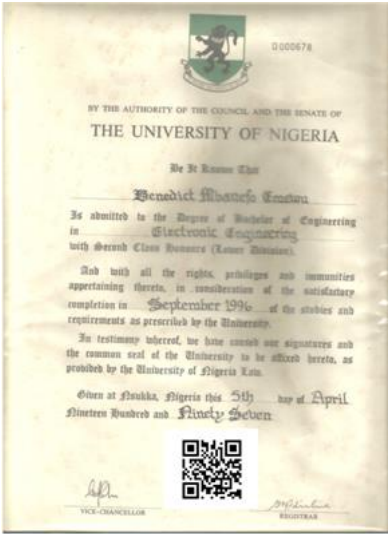 0000678
BY THE AUTHORITY OF THE COUNCIL AND THE SENATE OF
THE UNIVERSITY OF NIGERIA
Be It Known That
Benedict Mbanefo Emewu
Is admitted to the Degree of Bachelor of Engineering
in Electronic Engineering
with Second Class Honours (Lower Division).
And with all the rights, privileges and immunities
appertaining thereto, in consideration of the satisfactory
completion in September 1996 of the studies and
requirements as prescribed by the University.
In testimony whereof, we have caused our signatures and
the common seal of the University to be affixed hereto, as
provided by the University of Nigeria Law.
Given at Nsukka, Nigeria this 5th day of April
Nineteen Hundred and Ninety Seven
VICE-CHANCELLOR
REGISTRAR